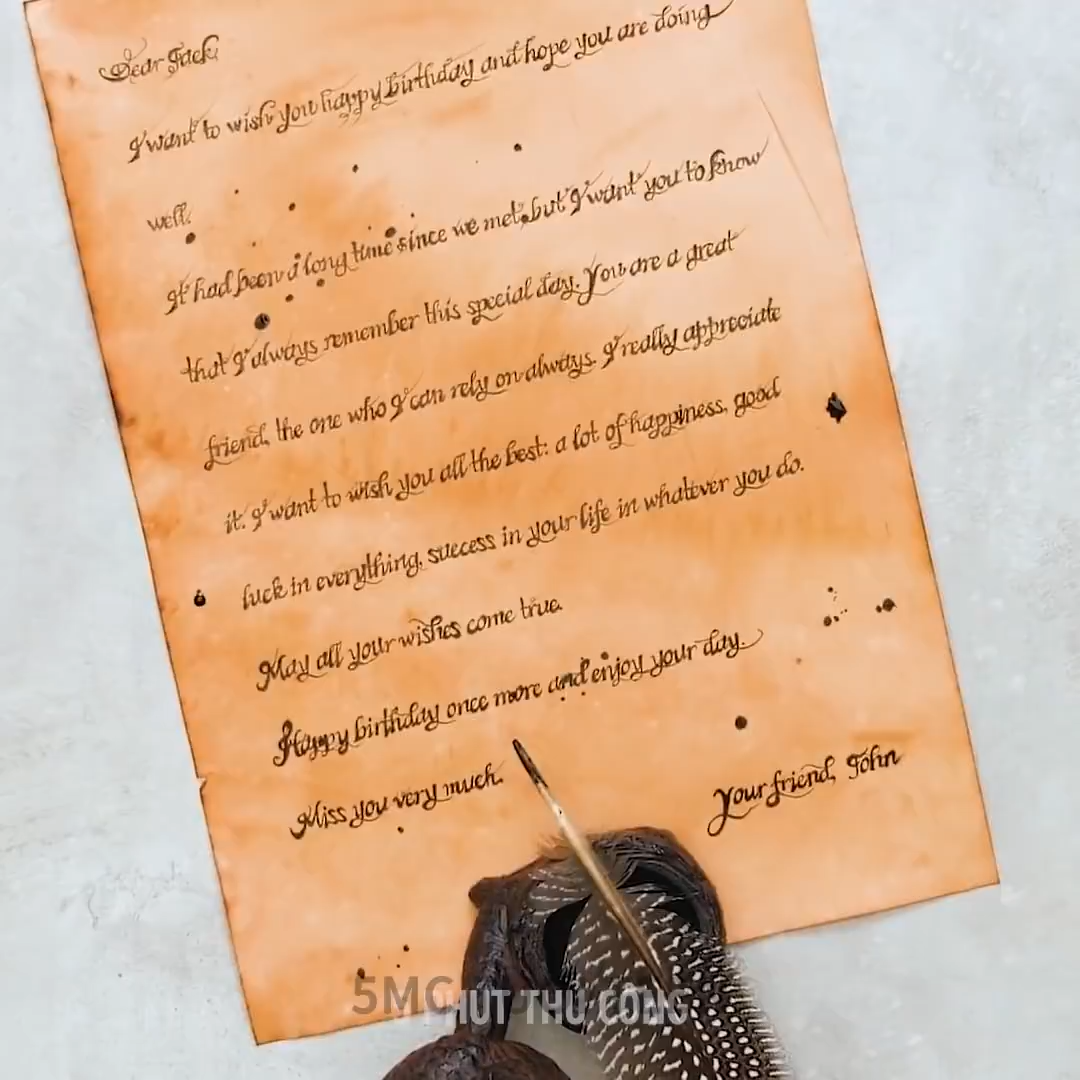 Dear Jack,
I want to wish you happy birthday and hope you are doing
well.
It had been a long time since we met, but I want you to know
that I always remember this special day. You are a great
friend, the one who I can rely on always. I really appreciate
it. I want to wish you all the best: a lot of happiness, good
luck in everything, success in your life in whatever you do.
May all your wishes come true.
Happy birthday once more and enjoy your day.
Miss you very much.
Your friend, John
5MC
1 PHUT THU CONG